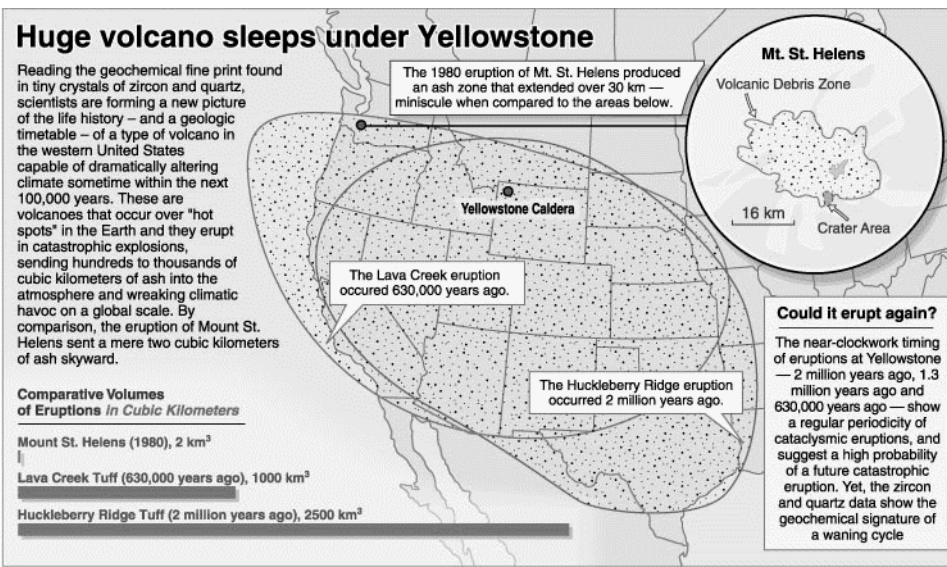 Huge volcano sleeps under Yellowstone
Reading the geochemical fine print found
in tiny crystals of zircon and quartz,
scientists are forming a new picture
of the life history – and a geologic
timetable – of a type of volcano in
the western United States
capable of dramatically altering
climate sometime within the next
100,000 years. These are
volcanoes that occur over "hot
spots" in the Earth and they erupt
in catastrophic explosions,
sending hundreds to thousands of
cubic kilometers of ash into the
atmosphere and wreaking climatic
havoc on a global scale. By
comparison, the eruption of Mount St.
Helens sent a mere two cubic kilometers
of ash skyward.
Comparative Volumes
of Eruptions In Cubic Kilometers
Mount St. Helens (1980), 2 km³
Lava Creek Tuff (630,000 years ago), 1000 km³
Huckleberry Ridge Tuff (2 million years ago), 2500 km³
The 1980 eruption of Mt. St. Helens produced
an ash zone that extended over 30 km —
miniscule when compared to the areas below.
Yellowstone Caldera
The Lava Creek eruption
occured 630,000 years ago.
The Huckleberry Ridge eruption
occurred 2 million years ago.
Mt. St. Helens
Volcanic Debris Zone
16 km
Crater Area
Could it erupt again?
The near-clockwork timing
of eruptions at Yellowstone
— 2 million years ago, 1.3
million years ago and
630,000 years ago — show
a regular periodicity of
cataclysmic eruptions, and
suggest a high probability
of a future catastrophic
eruption. Yet, the zircon
and quartz data show the
geochemical signature of
a waning cycle